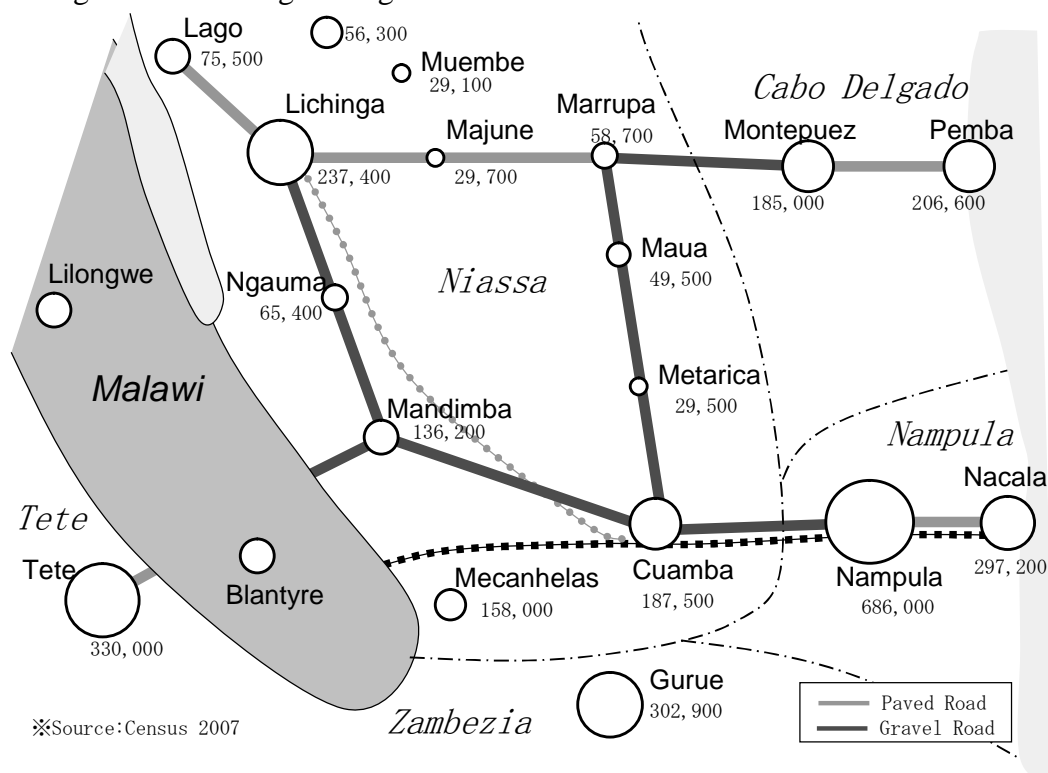 Lago
75, 500
56, 300
Muembe
29, 100
Lichinga
237, 400
Majune
29, 700
Marrupa
58, 700
Cabo Delgado
Montepuez
185, 000
Pemba
206, 600
Maua
49, 500
Niassa
Lilongwe
Ngauma
65, 400
Malawi
Metarica
29, 500
Mandimba
136, 200
Nampula
Nacala
297, 200
Tete
Tete
330, 000
Blantyre
Mecanhelas
158, 000
Cuamba
187, 500
Nampula
686, 000
Gurue
302, 900
Zambezia
Paved Road
Gravel Road
※Source:Census 2007